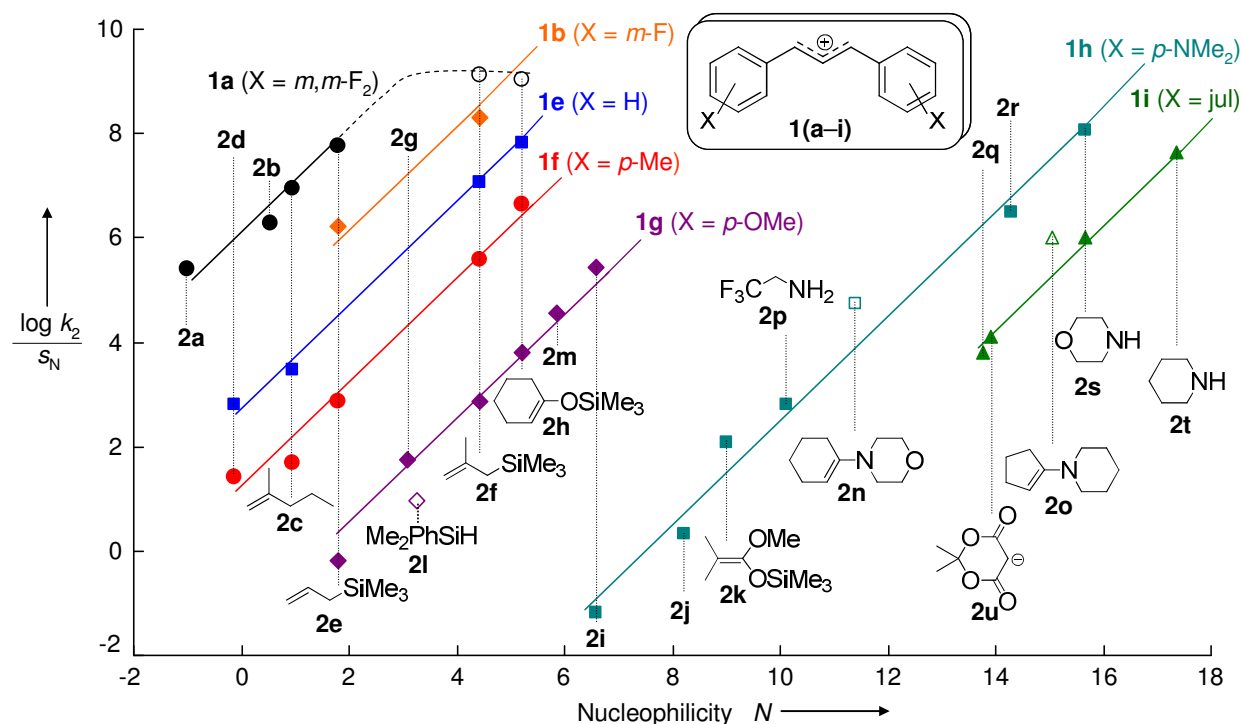 10
8
6
4
2
0
-2
log k₂
sN
1a (X = m,m-F₂)
1b (X = m-F)
1e (X = H)
1f (X = p-Me)
1g (X = p-OMe)
1h (X = p-NMe₂)
1i (X = jul)
⊕
X
X
1(a–i)
2d
2b
2g
2r
2q
2a
2m
F₃C
NH₂
2p
O
NH
2s
NH
2t
OSiMe₃
2h
SiMe₃
2f
N
O
2n
N
2o
2c
Me₂PhSiH
2l
SiMe₃
2e
OMe
OSiMe₃
2k
2j
2i
O
O
O
O
⊖
2u
-2
0
2
4
6
8
10
12
14
16
18
Nucleophilicity N